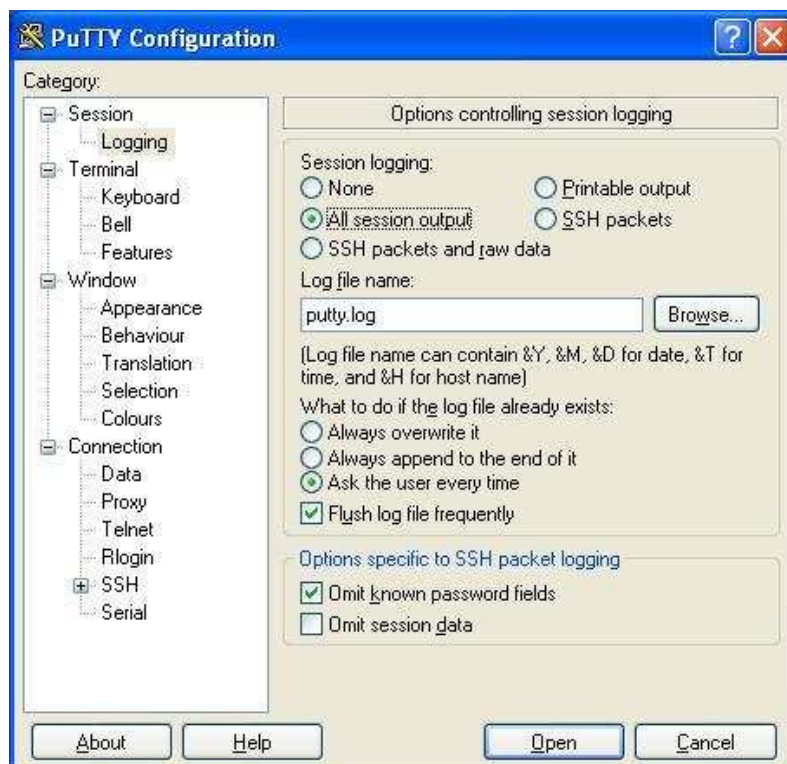 PuTTY Configuration
Category:
Session
Logging
Terminal
Keyboard
Bell
Features
Window
Appearance
Behaviour
Translation
Selection
Colours
Connection
Data
Proxy
Telnet
Rlogin
SSH
Serial
Options controlling session logging
Session logging:
None
Printable output
All session output
SSH packets
SSH packets and raw data
Log file name:
putty.log
Browse...
(Log file name can contain &Y, &M, &D for date, &T for
time, and &H for host name)
What to do if the log file already exists:
Always overwrite it
Always append to the end of it
Ask the user every time
Flush log file frequently
Options specific to SSH packet logging
Omit known password fields
Omit session data
About
Help
Open
Cancel